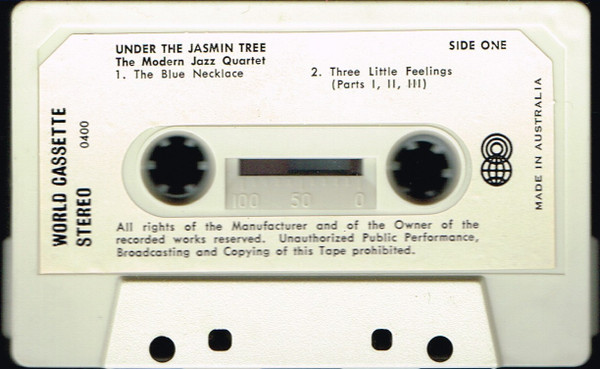 UNDER THE JASMIN TREE
SIDE ONE
The Modern Jazz Quartet
1. The Blue Necklace
2. Three Little Feelings
(Parts I, II, III)
WORLD CASSETTE
STEREO
0400
MADE IN AUSTRALIA
100 50 0
All rights of the Manufacturer and of the Owner of the
recorded works reserved. Unauthorized Public Performance,
Broadcasting and Copying of this Tape prohibited.